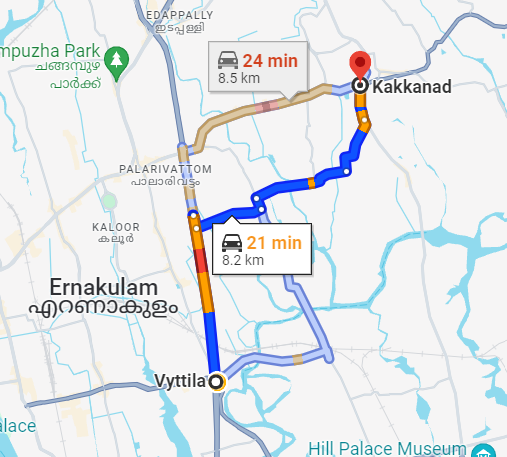 EDAPPALLY
ഇടപ്പള്ളി
mpuzha Park
ചങ്ങമ്പുഴ
പാർക്ക്
24 min
8.5 km
Kakkanad
PALARIVATTOM
പാലാരിവട്ടം
KALOOR
കലൂർ
21 min
8.2 km
Ernakulam
എറണാകുളം
Vyttila
alace
Hill Palace Museum